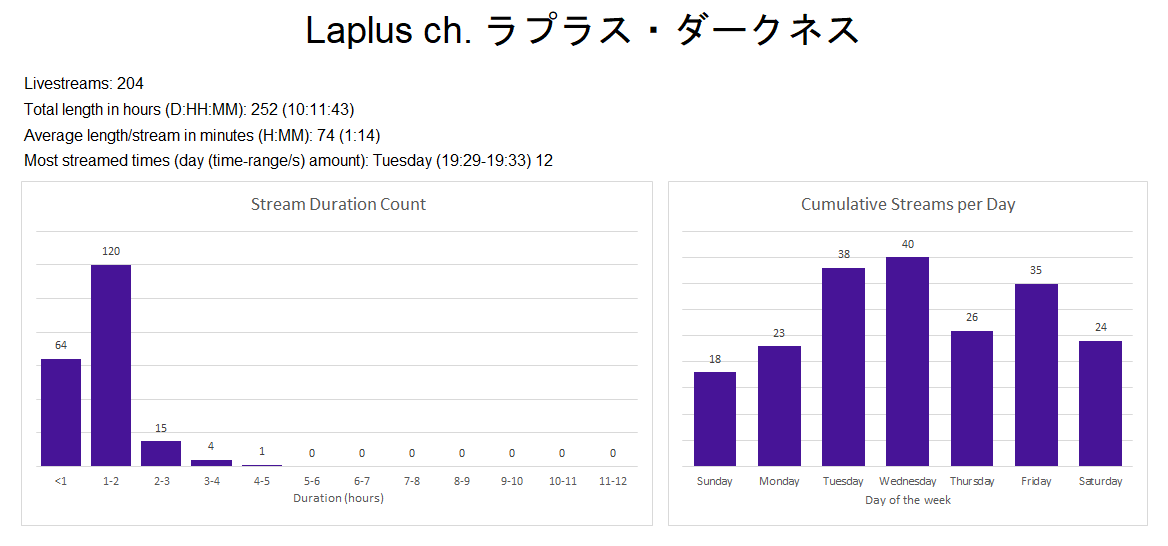 Laplus ch. ラプラス・ダークネス
Livestreams: 204
Total length in hours (D:HH:MM): 252 (10:11:43)
Average length/stream in minutes (H:MM): 74 (1:14)
Most streamed times (day (time-range/s) amount): Tuesday (19:29-19:33) 12
Stream Duration Count
120
64
15
4
1
0
0
0
0
0
0
0
<1 1-2 2-3 3-4 4-5 5-6 6-7 7-8 8-9 9-10 10-11 11-12
Duration (hours)
Cumulative Streams per Day
18
23
38
40
26
35
24
Sunday Monday Tuesday Wednesday Thursday Friday Saturday
Day of the week